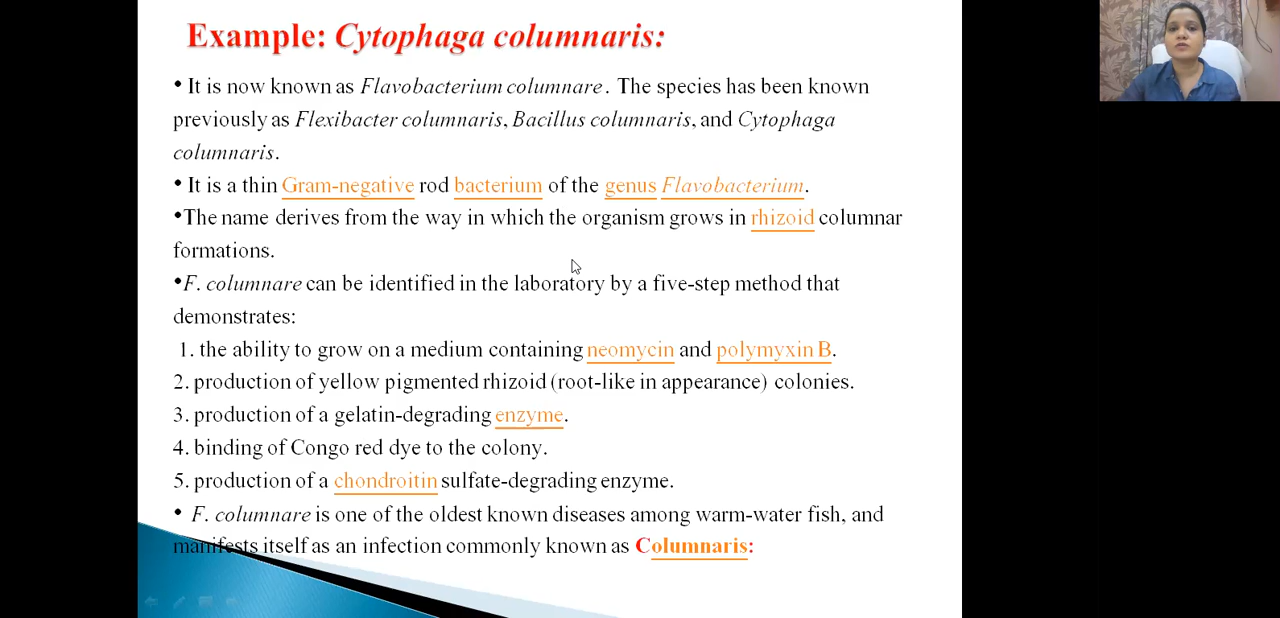 Example: Cytophaga columnaris:
• It is now known as Flavobacterium columnare. The species has been known
previously as Flexibacter columnaris, Bacillus columnaris, and Cytophaga
columnaris.
• It is a thin Gram-negative rod bacterium of the genus Flavobacterium.
•The name derives from the way in which the organism grows in rhizoid columnar
formations.
•F. columnare can be identified in the laboratory by a five-step method that
demonstrates:
1. the ability to grow on a medium containing neomycin and polymyxin B.
2. production of yellow pigmented rhizoid (root-like in appearance) colonies.
3. production of a gelatin-degrading enzyme.
4. binding of Congo red dye to the colony.
5. production of a chondroitin sulfate-degrading enzyme.
• F. columnare is one of the oldest known diseases among warm-water fish, and
manifests itself as an infection commonly known as Columnaris: